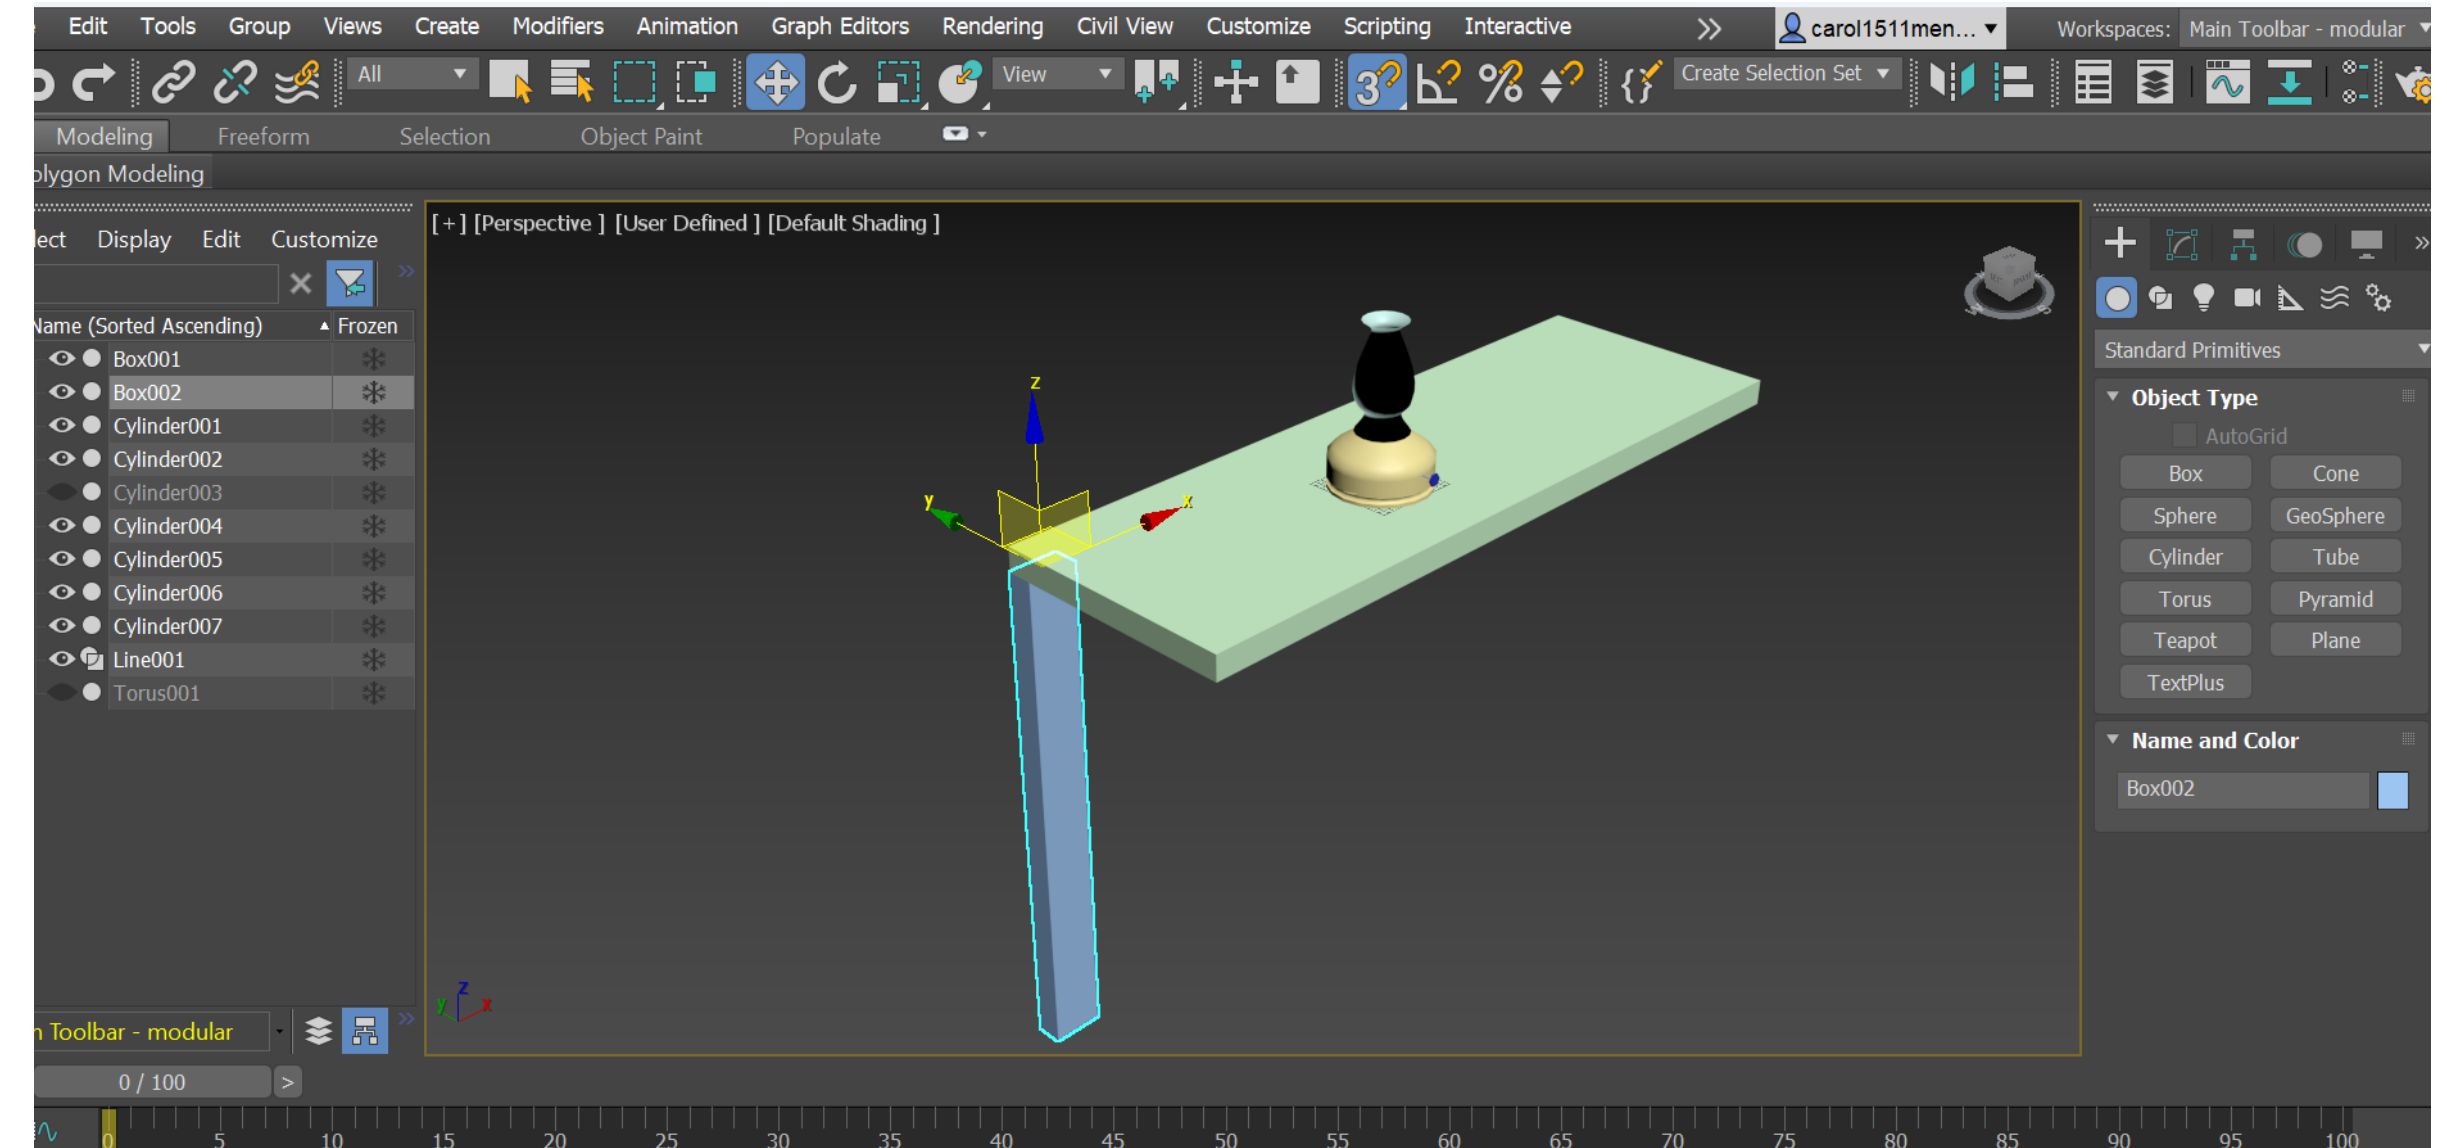 Edit Tools Group Views Create Modifiers Animation Graph Editors Rendering Civil View Customize Scripting Interactive carol1511men... Workspaces: Main Toolbar - modular
All View Create Selection Set
Modeling Freeform Selection Object Paint Populate
olygon Modeling
[ + ] [Perspective ] [User Defined ] [Default Shading ]
lect Display Edit Customize
Name (Sorted Ascending) Frozen
Box001
Box002
Cylinder001
Cylinder002
Cylinder003
Cylinder004
Cylinder005
Cylinder006
Cylinder007
Line001
Torus001
z
y x
z
y x
Standard Primitives
Object Type
AutoGrid
Box Cone
Sphere GeoSphere
Cylinder Tube
Torus Pyramid
Teapot Plane
TextPlus
Name and Color
Box002
n Toolbar - modular
0 / 100 >
0 5 10 15 20 25 30 35 40 45 50 55 60 65 70 75 80 85 90 95 100